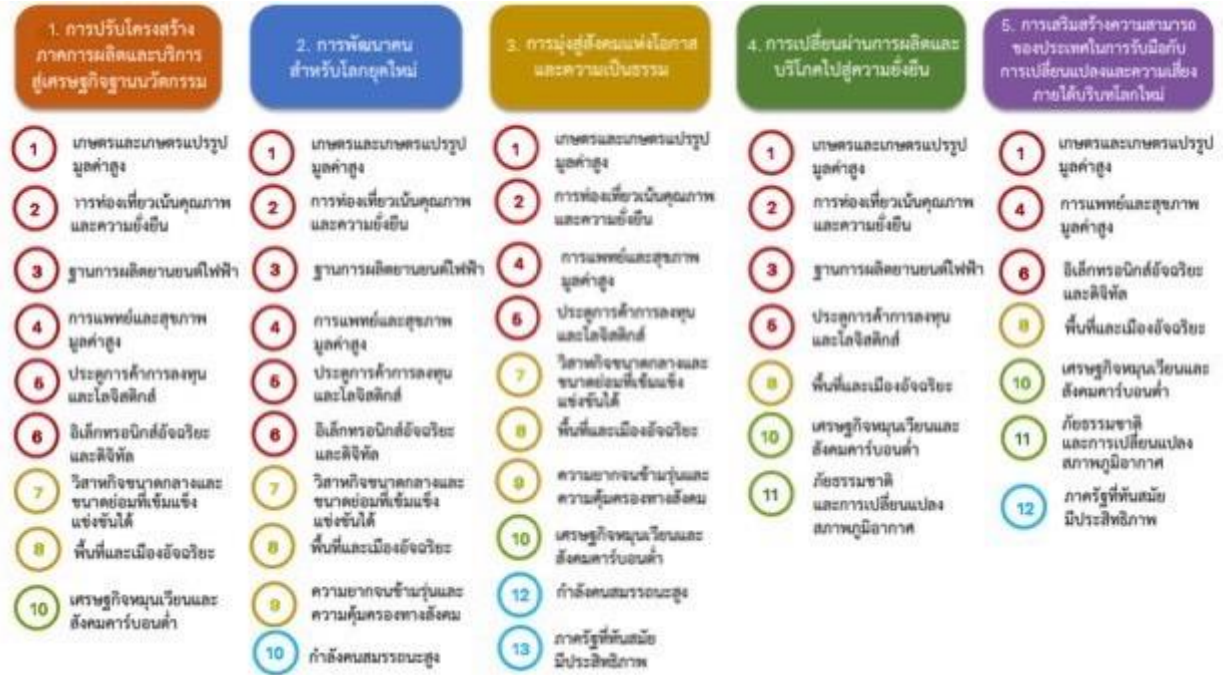 1. การปรับโครงสร้าง
ภาคการผลิตและบริการ
สู่เศรษฐกิจฐานนวัตกรรม
1
เกษตรและเกษตรแปรรูป
มูลค่าสูง
2
ารท่องเที่ยวเน้นคุณภาพ
และความยั่งยืน
3
ฐานการผลิตยานยนต์ไฟฟ้า
4
การแพทย์และสุขภาพ
มูลค่าสูง
5
ประตูการค้าการลงทุน
และโลจิสติกส์
6
อิเล็กทรอนิกส์อัจฉริยะ
และดิจิทัล
7
วิสาหกิจขนาดกลางและ
ขนาดย่อมที่เข้มแข็ง
แข่งขันได้
8
พื้นที่และเมืองอัจฉริยะ
10
เศรษฐกิจหมุนเวียนและ
สังคมคาร์บอนต่ำ
2. การพัฒนาคน
สำหรับโลกยุคใหม่
1
เกษตรและเกษตรแปรรูป
มูลค่าสูง
2
การท่องเที่ยวเน้นคุณภาพ
และความยั่งยืน
3
ฐานการผลิตยานยนต์ไฟฟ้า
4
การแพทย์และสุขภาพ
มูลค่าสูง
5
ประตูการค้าการลงทุน
และโลจิสติกส์
6
อิเล็กทรอนิกส์อัจฉริยะ
และดิจิทัล
7
วิสาหกิจขนาดกลางและ
ขนาดย่อมที่เข้มแข็ง
แข่งขันได้
8
พื้นที่และเมืองอัจฉริยะ
9
ความยากจนข้ามรุ่นและ
ความคุ้มครองทางสังคม
10
กำลังคนสมรรถนะสูง
3. การมุ่งสู่สังคมแห่งโอกาส
และความเป็นธรรม
1
เกษตรและเกษตรแปรรูป
มูลค่าสูง
2
การท่องเที่ยวเน้นคุณภาพ
และความยั่งยืน
4
การแพทย์และสุขภาพ
มูลค่าสูง
5
ประตูการค้าการลงทุน
และโลจิสติกส์
7
วิสาหกิจขนาดกลางและ
ขนาดย่อมที่เข้มแข็ง
แข่งขันได้
8
พื้นที่และเมืองอัจฉริยะ
9
ความยากจนข้ามรุ่นและ
ความคุ้มครองทางสังคม
10
เศรษฐกิจหมุนเวียนและ
สังคมคาร์บอนต่ำ
12
กำลังคนสมรรถนะสูง
13
ภาครัฐที่ทันสมัย
มีประสิทธิภาพ
4. การเปลี่ยนผ่านการผลิตและ
บริโภคไปสู่ความยั่งยืน
1
เกษตรและเกษตรแปรรูป
มูลค่าสูง
2
การท่องเที่ยวเน้นคุณภาพ
และความยั่งยืน
3
ฐานการผลิตยานยนต์ไฟฟ้า
5
ประตูการค้าการลงทุน
และโลจิสติกส์
8
พื้นที่และเมืองอัจฉริยะ
10
เศรษฐกิจหมุนเวียนและ
สังคมคาร์บอนต่ำ
11
ภัยธรรมชาติ
และการเปลี่ยนแปลง
สภาพภูมิอากาศ
5. การเสริมสร้างความสามารถ
ของประเทศในการรับมือกับ
การเปลี่ยนแปลงและความเสี่ยง
ภายใต้บริบทโลกใหม่
1
เกษตรและเกษตรแปรรูป
มูลค่าสูง
4
การแพทย์และสุขภาพ
มูลค่าสูง
6
อิเล็กทรอนิกส์อัจฉริยะ
และดิจิทัล
8
พื้นที่และเมืองอัจฉริยะ
10
เศรษฐกิจหมุนเวียนและ
สังคมคาร์บอนต่ำ
11
ภัยธรรมชาติ
และการเปลี่ยนแปลง
สภาพภูมิอากาศ
12
ภาครัฐที่ทันสมัย
มีประสิทธิภาพ